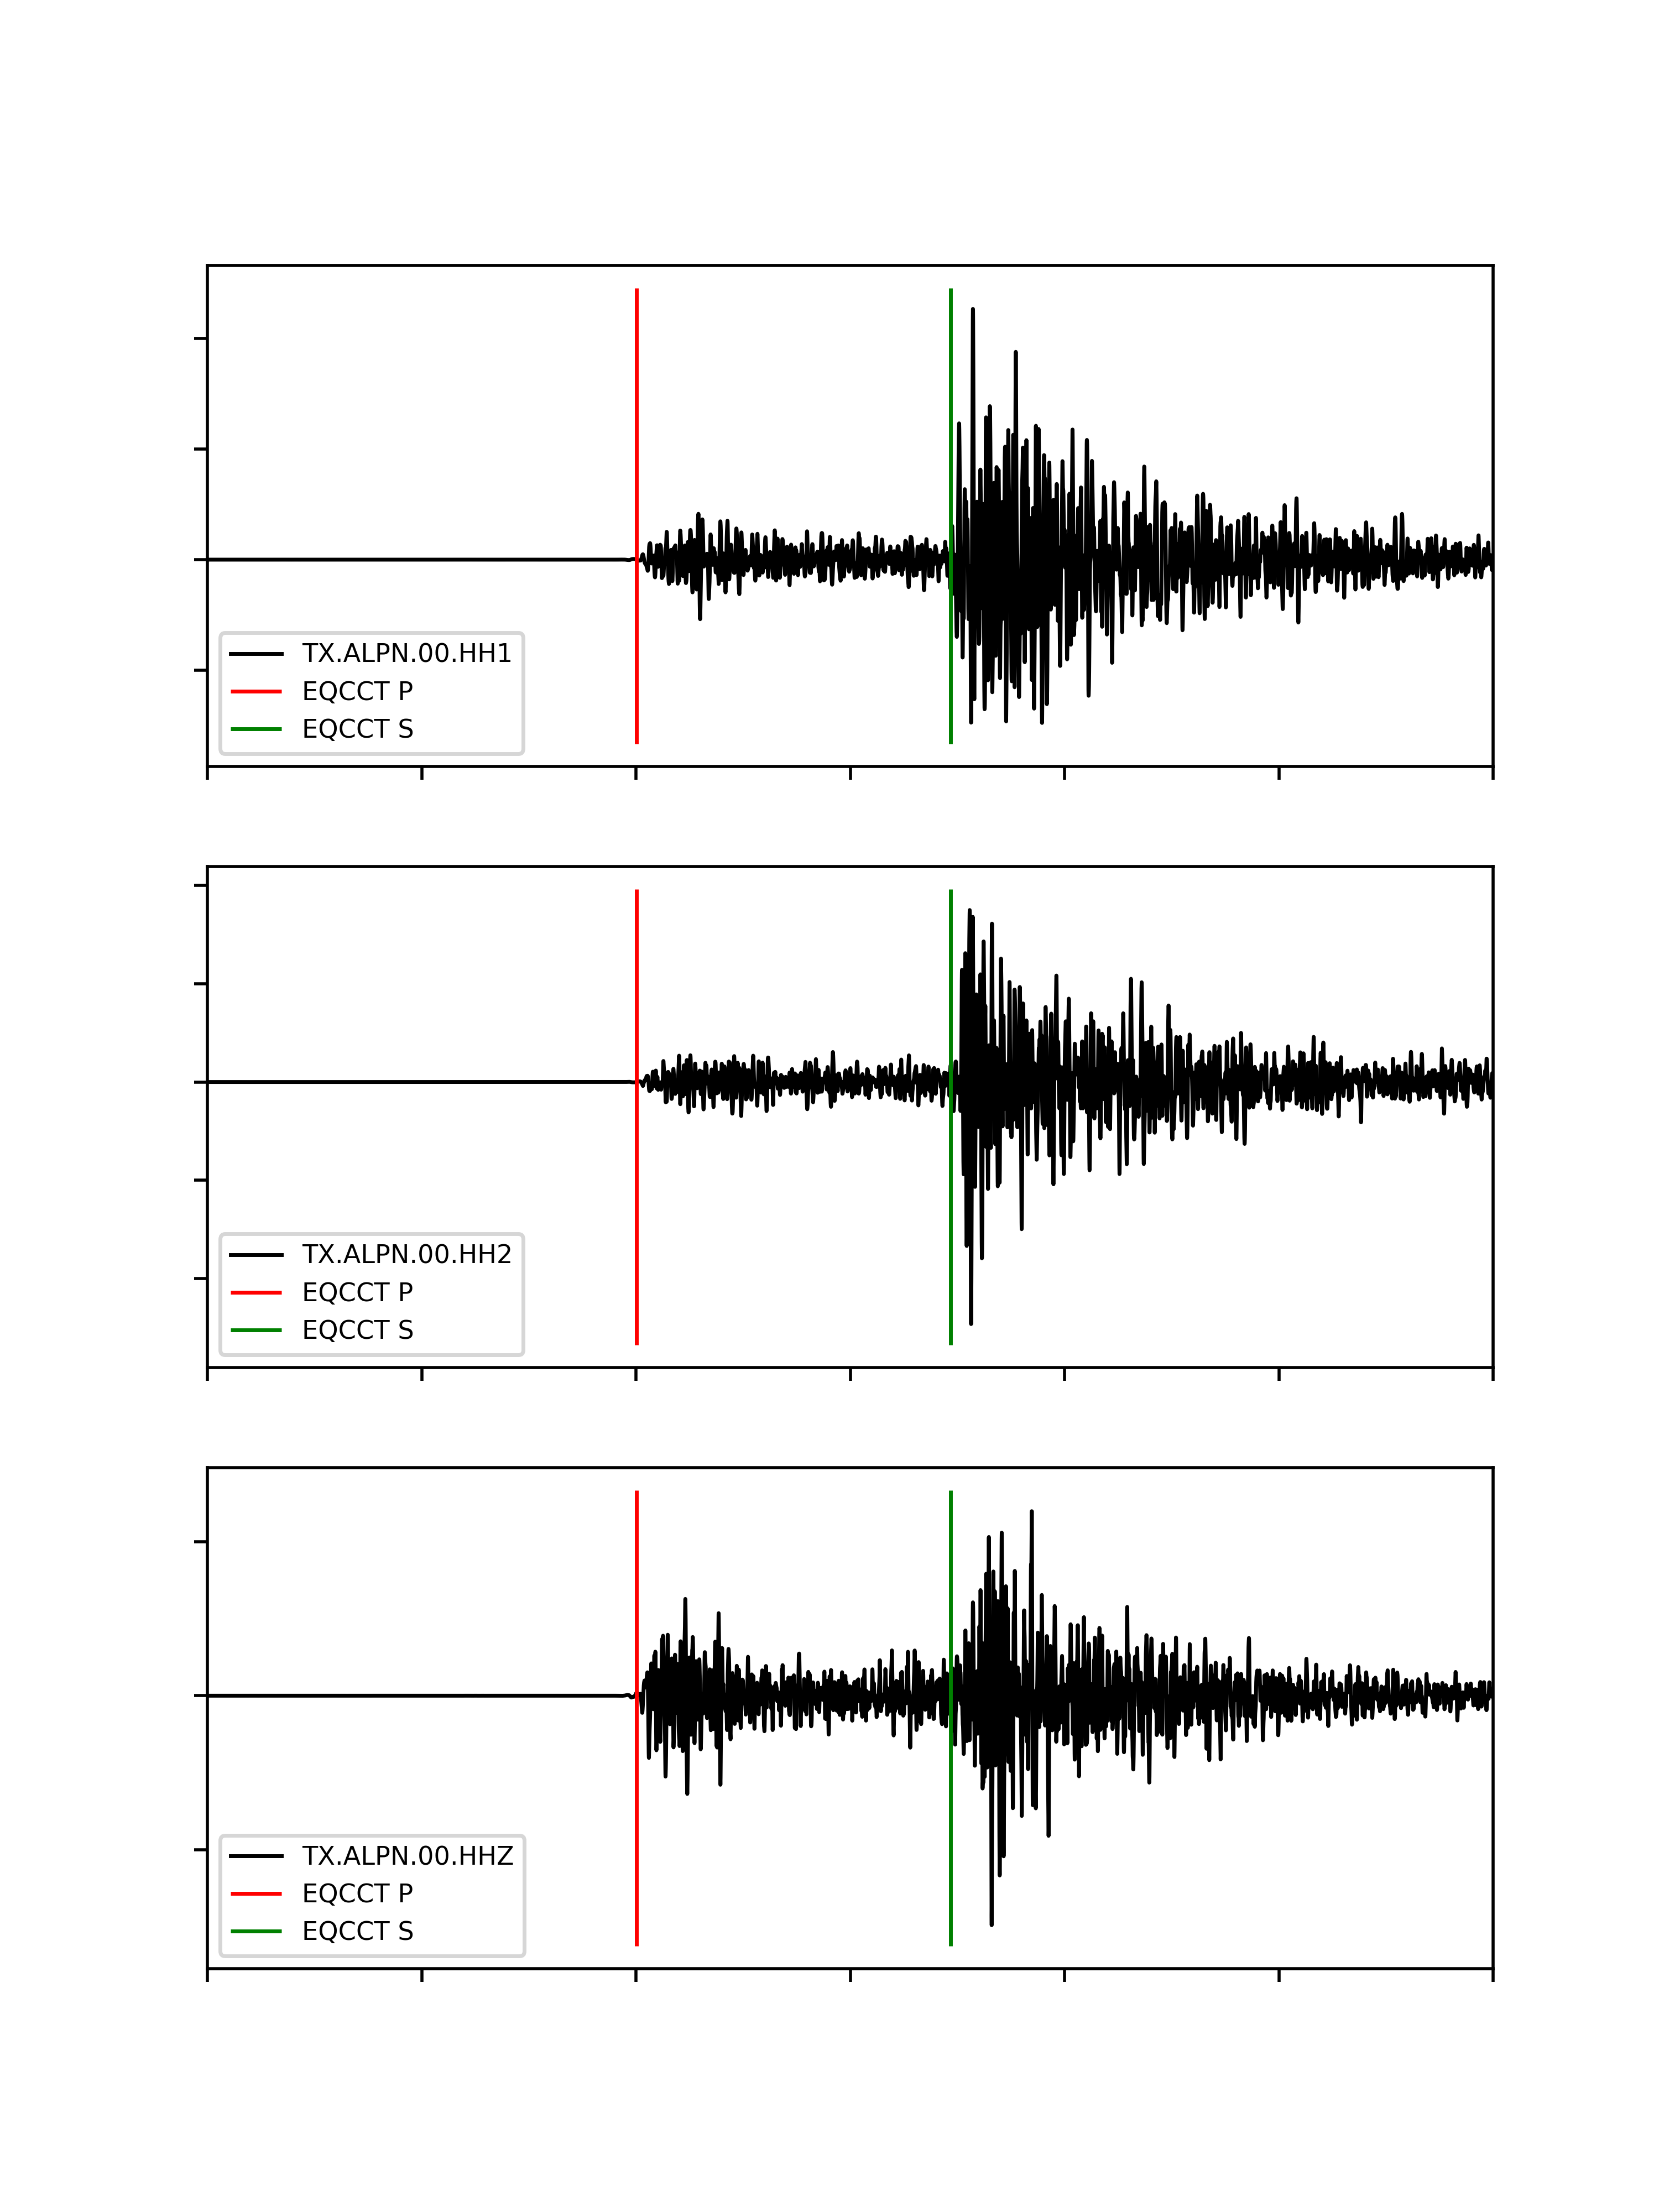 TX.ALPN.00.HH1
EQCCT P
EQCCT S
TX.ALPN.00.HH2
EQCCT P
EQCCT S
TX.ALPN.00.HHZ
EQCCT P
EQCCT S